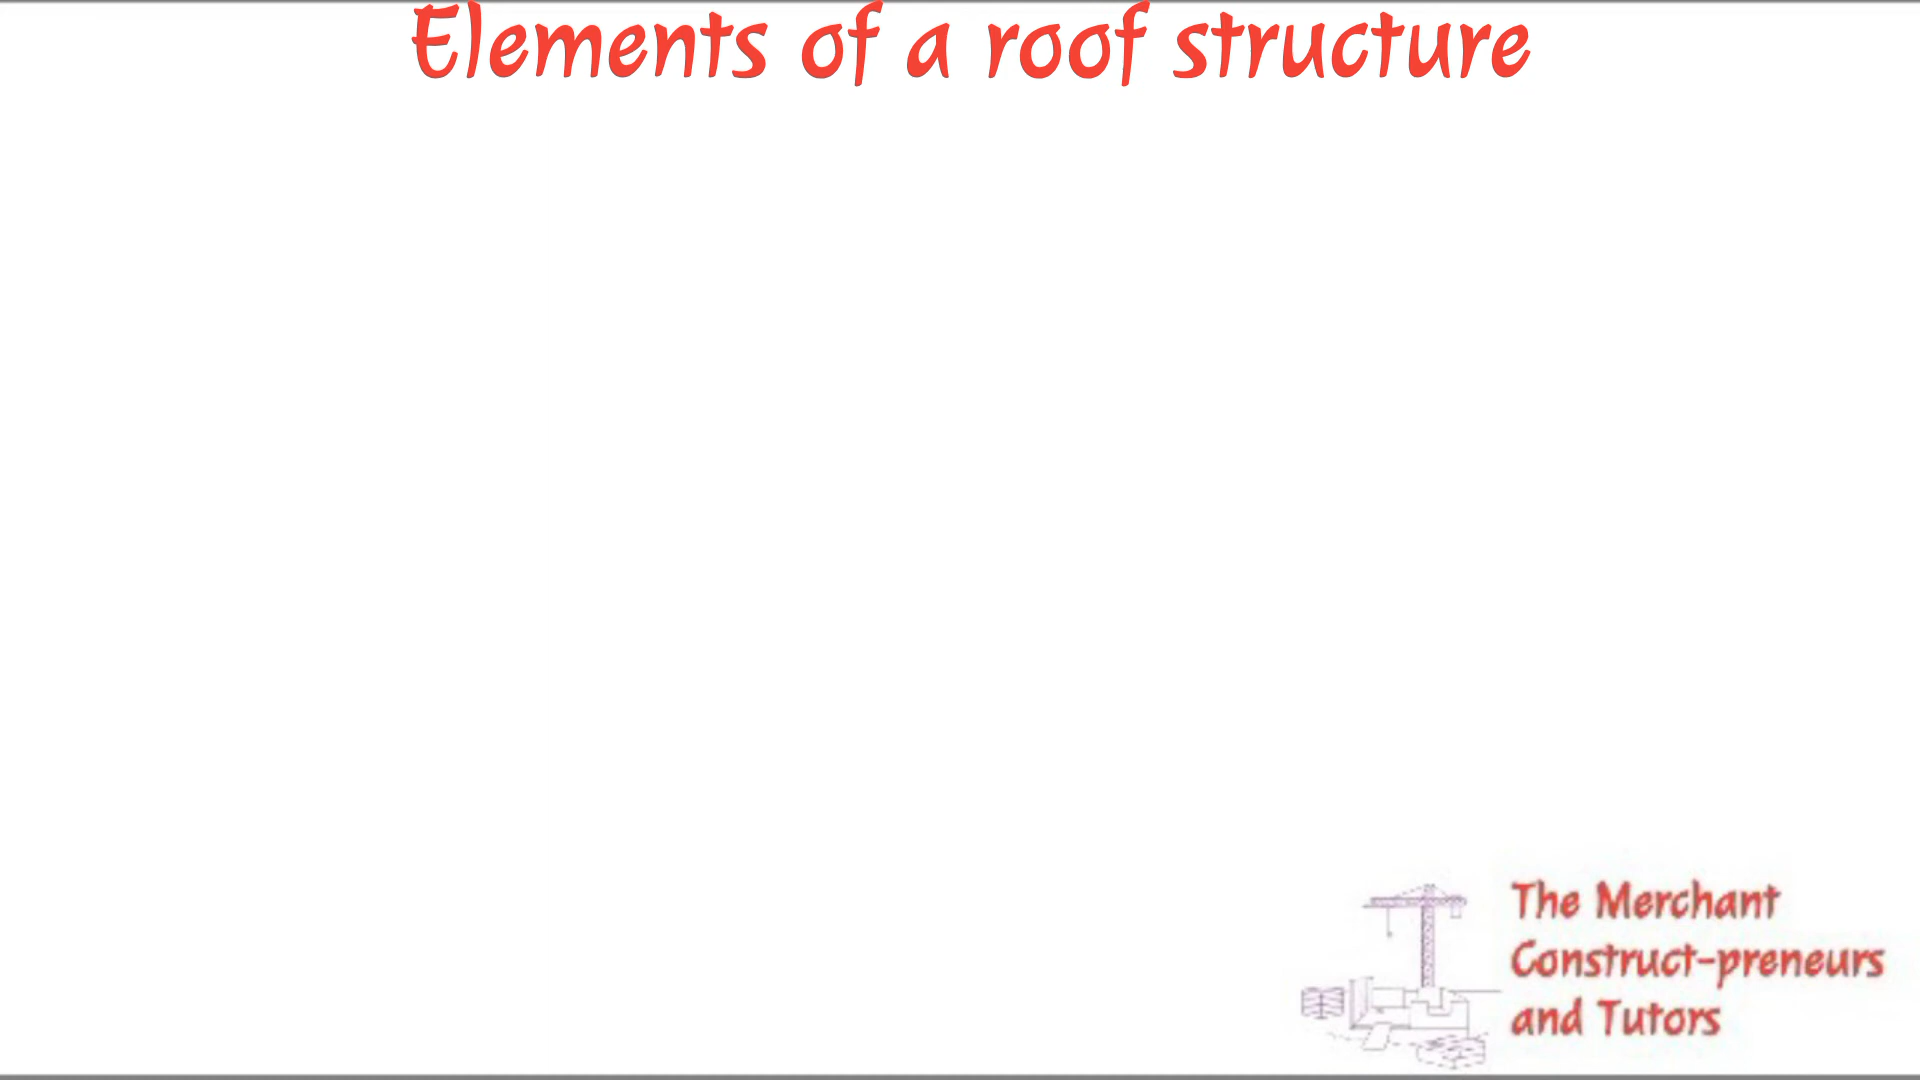 Elements of a roof structure
The Merchant
Construct-preneurs
and Tutors